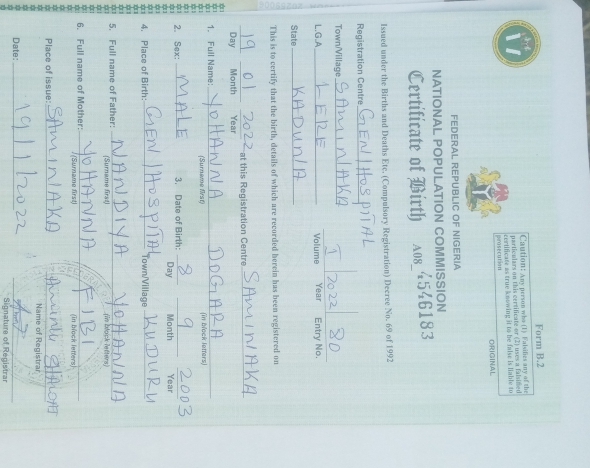 Form B.2
Caution: Any person who (1) Falsifies any of the
particulars on this certificate or (2) uses a falsified
certificate as true knowing it to be false is liable to
prosecution
ORIGINAL
FEDERAL REPUBLIC OF NIGERIA
NATIONAL POPULATION COMMISSION
Certificate of Birth A08 4546183
Issued under the Births and Deaths Etc. (Compulsory Registration) Decree No. 69 of 1992
Registration Centre GEN/HOSPITAL
Town/Village SAMINAKA I 2022 80
L.G.A. LERE Volume Year Entry No.
State KADUNA
This is to certify that the birth, details of which are recorded herein has been registered on
19 01 2022 at this Registration Centre SAMINAKA
Day Month Year
1. Full Name: YOHANNA DOGARA
(Surname first) (in block letters)
2. Sex: MALE 3. Date of Birth: 8 9 2003
Day Month Year
4. Place of Birth: GEN/HOSPITAL Town/Village KUDURU
5. Full name of Father: NANDIYA YOHANNA
(Surname first) (in block letters)
6. Full name of Mother: YOHANNA FIBI
(Surname first) (in block letters)
Place of Issue: SAMINAKA
Name of Registrar
Date: 19/1/2022
Signature of Registrar